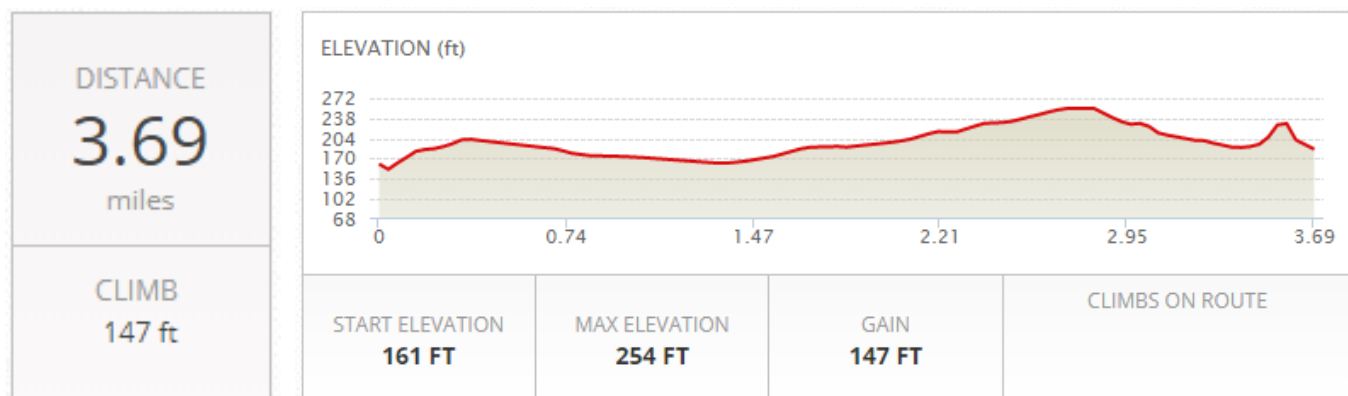 DISTANCE
3.69
miles
CLIMB
147 ft
ELEVATION (ft)
272
238
204
170
136
102
68
0 0.74 1.47 2.21 2.95 3.69
START ELEVATION
161 FT
MAX ELEVATION
254 FT
GAIN
147 FT
CLIMBS ON ROUTE